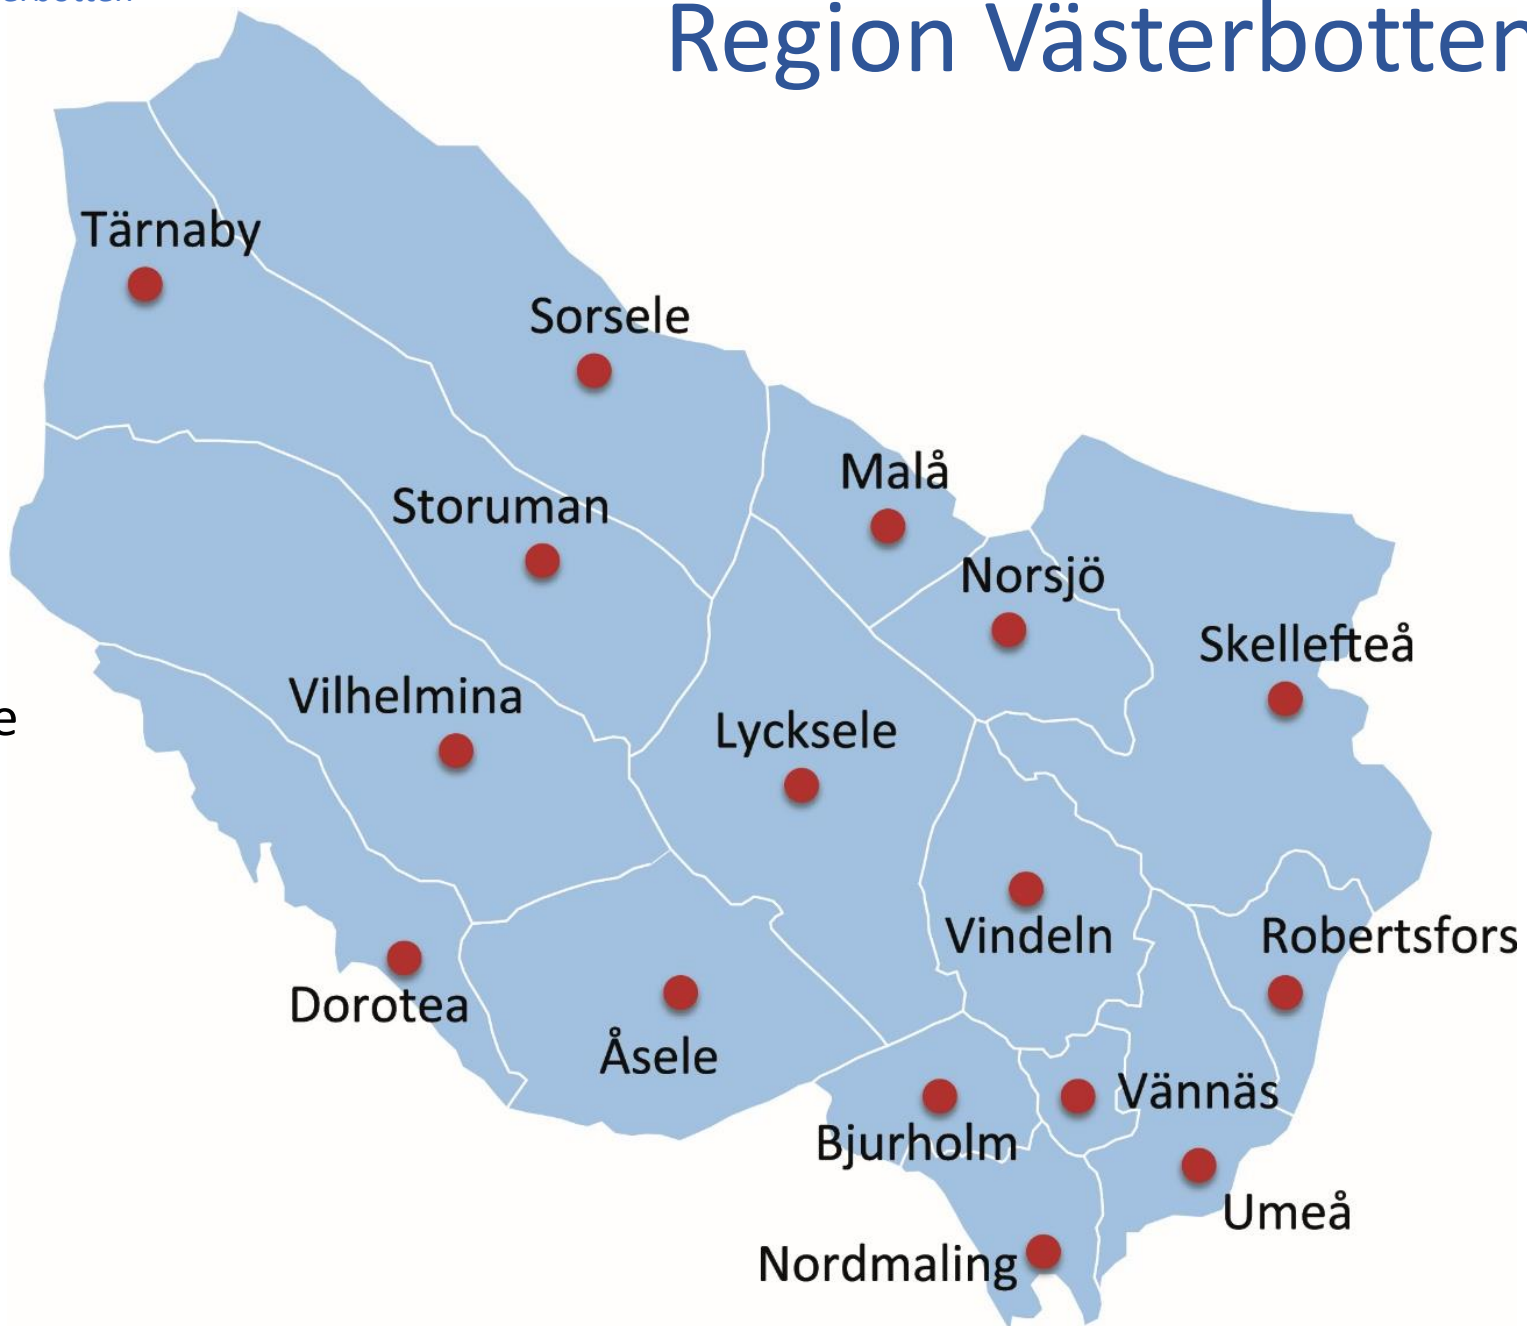 Region Västerbotten
Tärnaby
Sorsele
Malå
Storuman
Norsjö
Skellefteå
Vilhelmina
e
Lycksele
Vindeln
Robertsfors
Dorotea
Åsele
Vännäs
Bjurholm
Umeå
Nordmaling